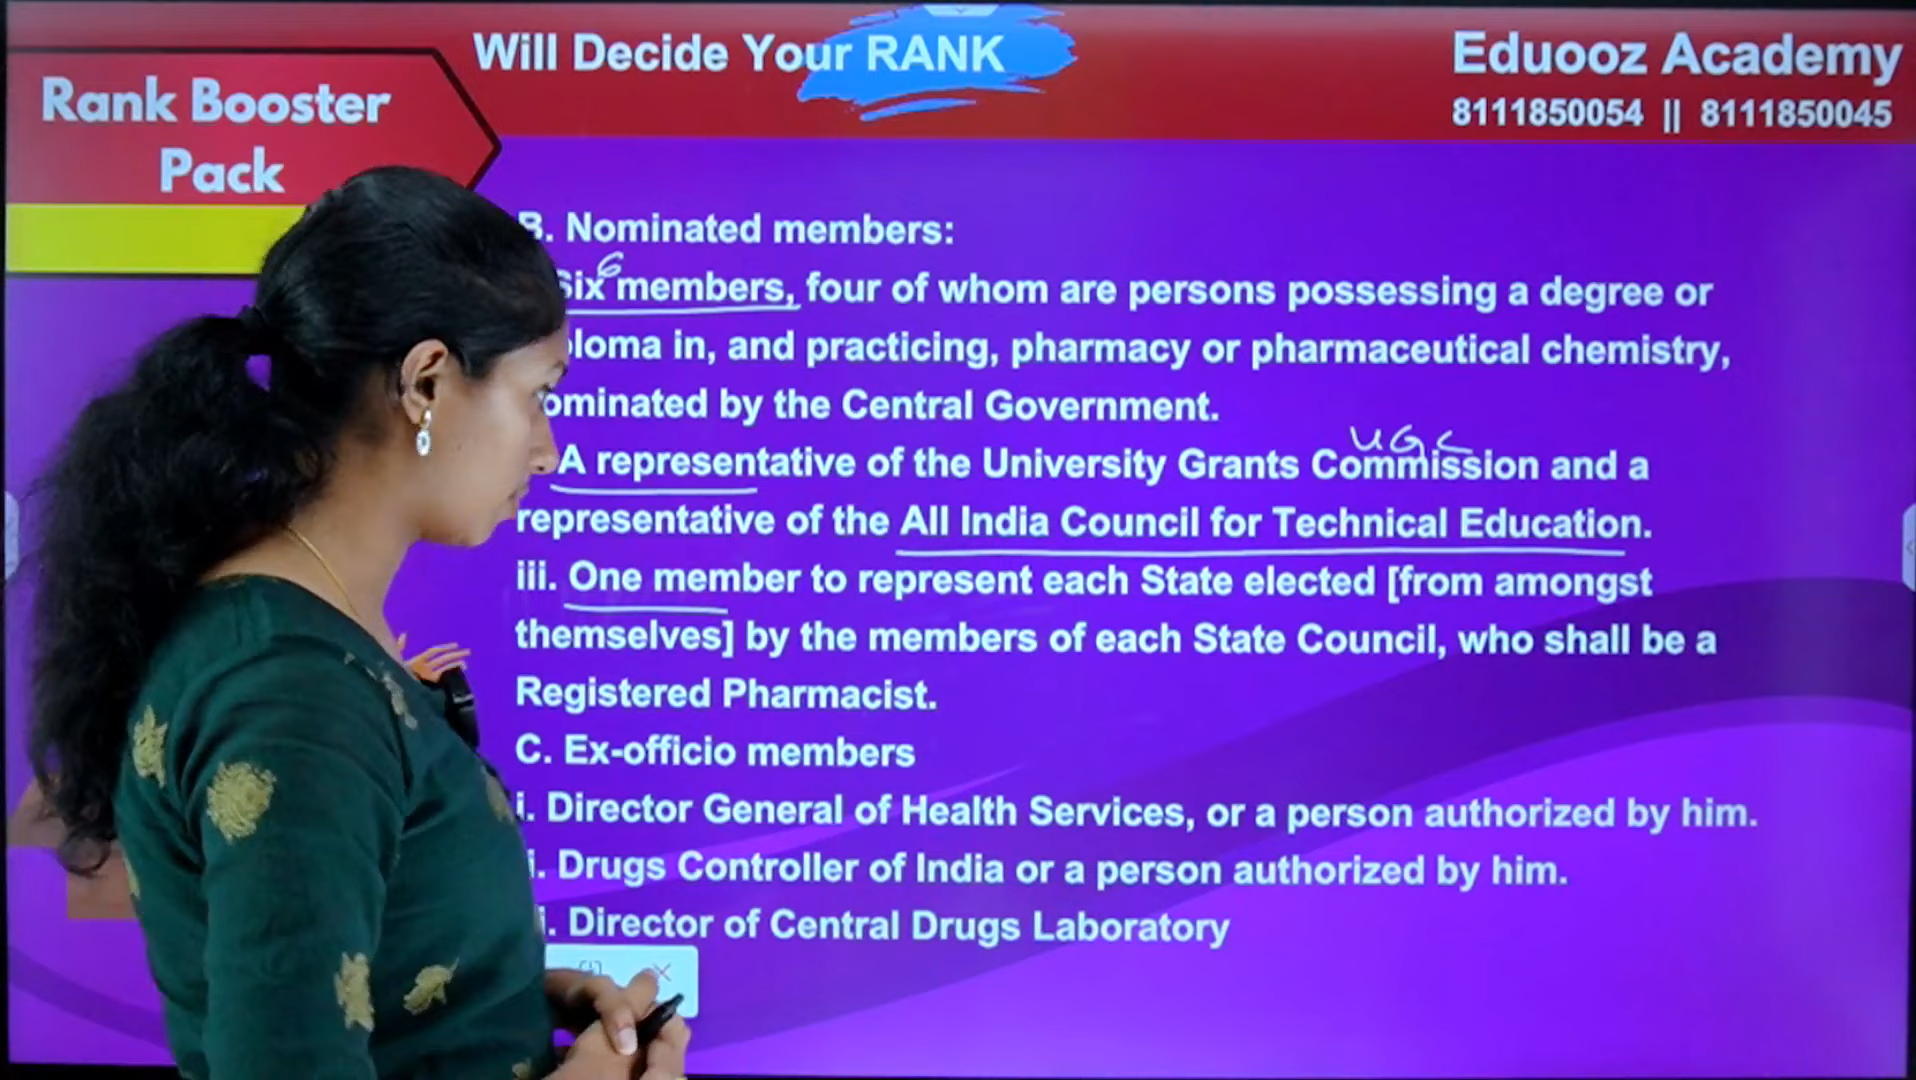 Will Decide Your RANK
Eduooz Academy
8111850054 || 8111850045
Rank Booster
Pack
B. Nominated members:
Six members, four of whom are persons possessing a degree or
6
loma in, and practicing, pharmacy or pharmaceutical chemistry,
ominated by the Central Government.
UGC
A representative of the University Grants Commission and a
representative of the All India Council for Technical Education.
iii. One member to represent each State elected [from amongst
themselves] by the members of each State Council, who shall be a
Registered Pharmacist.
C. Ex-officio members
i. Director General of Health Services, or a person authorized by him.
i. Drugs Controller of India or a person authorized by him.
i. Director of Central Drugs Laboratory